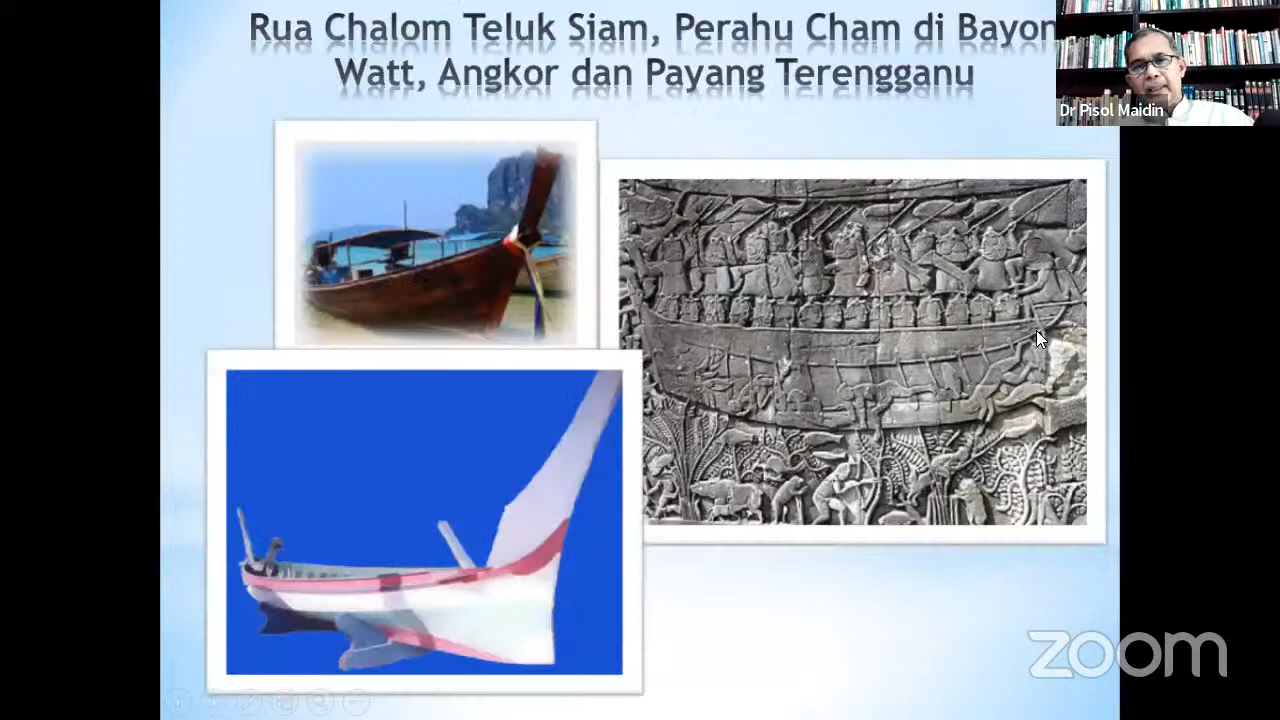 Rua Chalom Teluk Siam, Perahu Cham di Bayon
Watt, Angkor dan Payang Terengganu
Dr Pisol Maidin
zoom